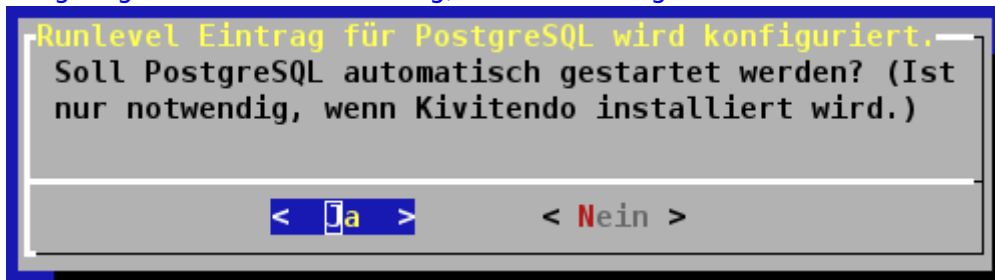 Runlevel Eintrag für PostgreSQL wird konfiguriert.
Soll PostgreSQL automatisch gestartet werden? (Ist
nur notwendig, wenn Kivitendo installiert wird.)
< Ja > < Nein >